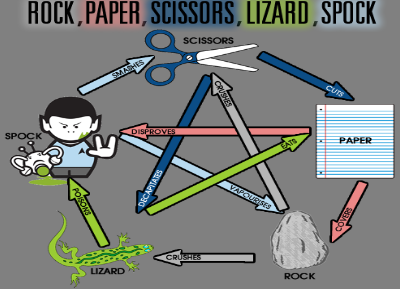 ROCK, PAPER, SCISSORS, LIZARD, SPOCK
SCISSORS
SMASHES
CRUSHES
CUTS
SPOCK
DISPROVES
EATS
PAPER
DECAPITATES
VAPOURISES
POISONS
COVERS
LIZARD
CRUSHES
ROCK